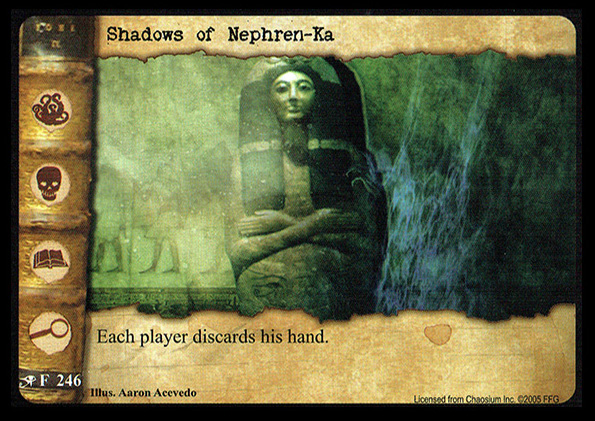 Shadows of Nephren-Ka
Each player discards his hand.
F 246
Illus. Aaron Acevedo
Licensed from Chaosium Inc. ©2005 FFG